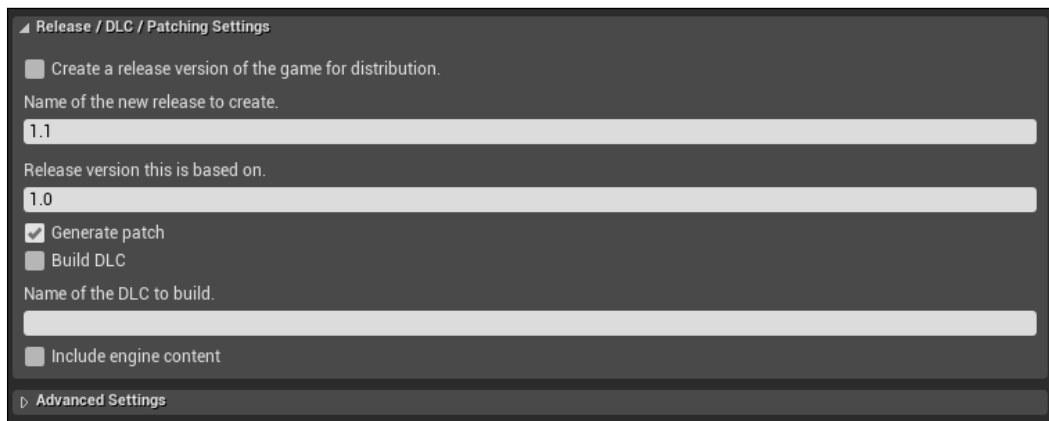 Release / DLC / Patching Settings
Create a release version of the game for distribution.
Name of the new release to create.
1.1
Release version this is based on.
1.0
Generate patch
Build DLC
Name of the DLC to build.
Include engine content
Advanced Settings